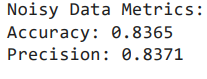 Noisy Data Metrics:
Accuracy: 0.8365
Precision: 0.8371